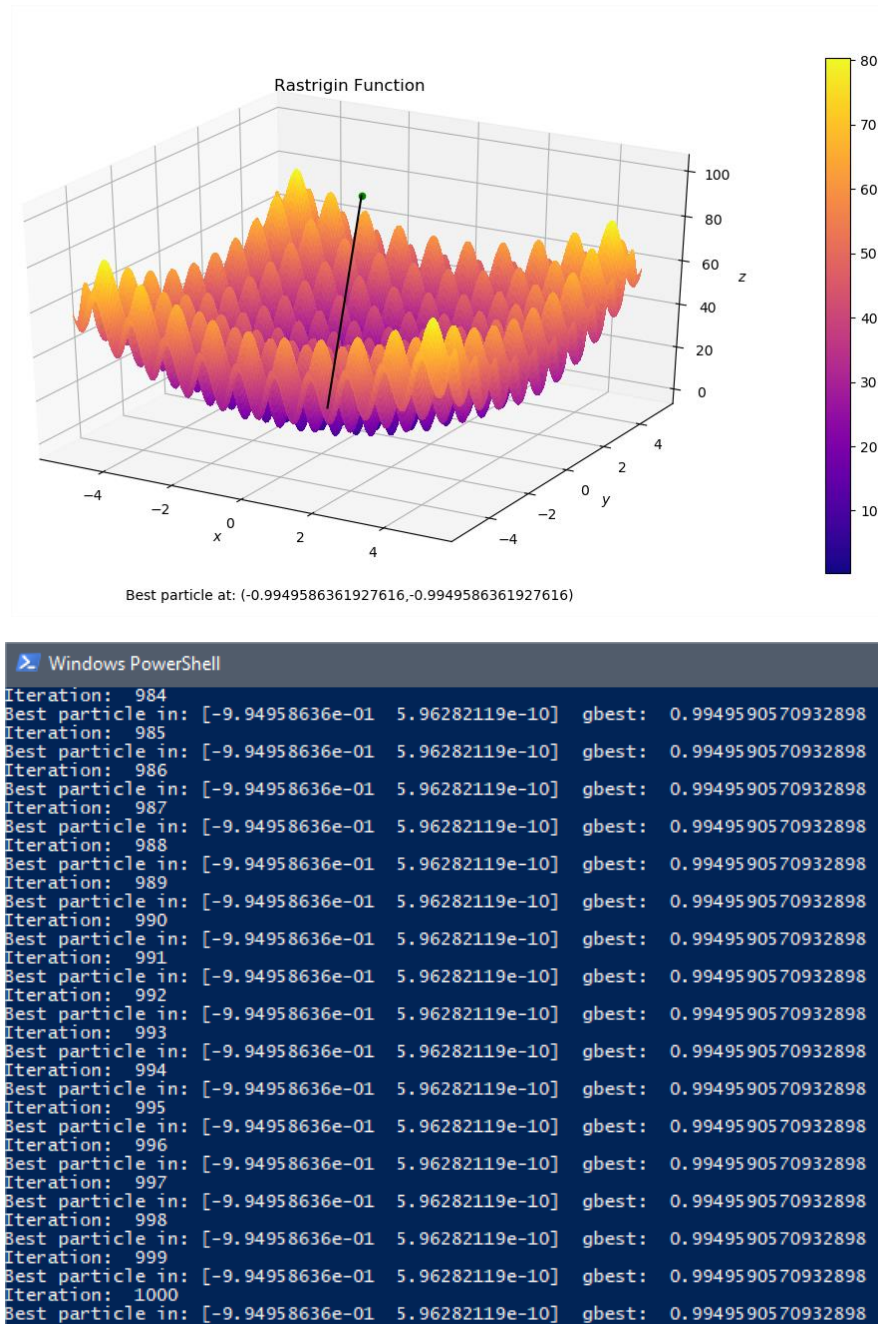 Rastrigin Function
80
70
60
50
40
30
20
10
100
80
60
40
20
0
z
−4
−2
0
2
4
x
−4
−2
0
2
4
y
Best particle at: (-0.9949586361927616,-0.9949586361927616)
Windows PowerShell
Iteration:  984
Best particle in: [-9.94958636e-01  5.96282119e-10]  gbest:  0.9949590570932898
Iteration:  985
Best particle in: [-9.94958636e-01  5.96282119e-10]  gbest:  0.9949590570932898
Iteration:  986
Best particle in: [-9.94958636e-01  5.96282119e-10]  gbest:  0.9949590570932898
Iteration:  987
Best particle in: [-9.94958636e-01  5.96282119e-10]  gbest:  0.9949590570932898
Iteration:  988
Best particle in: [-9.94958636e-01  5.96282119e-10]  gbest:  0.9949590570932898
Iteration:  989
Best particle in: [-9.94958636e-01  5.96282119e-10]  gbest:  0.9949590570932898
Iteration:  990
Best particle in: [-9.94958636e-01  5.96282119e-10]  gbest:  0.9949590570932898
Iteration:  991
Best particle in: [-9.94958636e-01  5.96282119e-10]  gbest:  0.9949590570932898
Iteration:  992
Best particle in: [-9.94958636e-01  5.96282119e-10]  gbest:  0.9949590570932898
Iteration:  993
Best particle in: [-9.94958636e-01  5.96282119e-10]  gbest:  0.9949590570932898
Iteration:  994
Best particle in: [-9.94958636e-01  5.96282119e-10]  gbest:  0.9949590570932898
Iteration:  995
Best particle in: [-9.94958636e-01  5.96282119e-10]  gbest:  0.9949590570932898
Iteration:  996
Best particle in: [-9.94958636e-01  5.96282119e-10]  gbest:  0.9949590570932898
Iteration:  997
Best particle in: [-9.94958636e-01  5.96282119e-10]  gbest:  0.9949590570932898
Iteration:  998
Best particle in: [-9.94958636e-01  5.96282119e-10]  gbest:  0.9949590570932898
Iteration:  999
Best particle in: [-9.94958636e-01  5.96282119e-10]  gbest:  0.9949590570932898
Iteration:  1000
Best particle in: [-9.94958636e-01  5.96282119e-10]  gbest:  0.9949590570932898